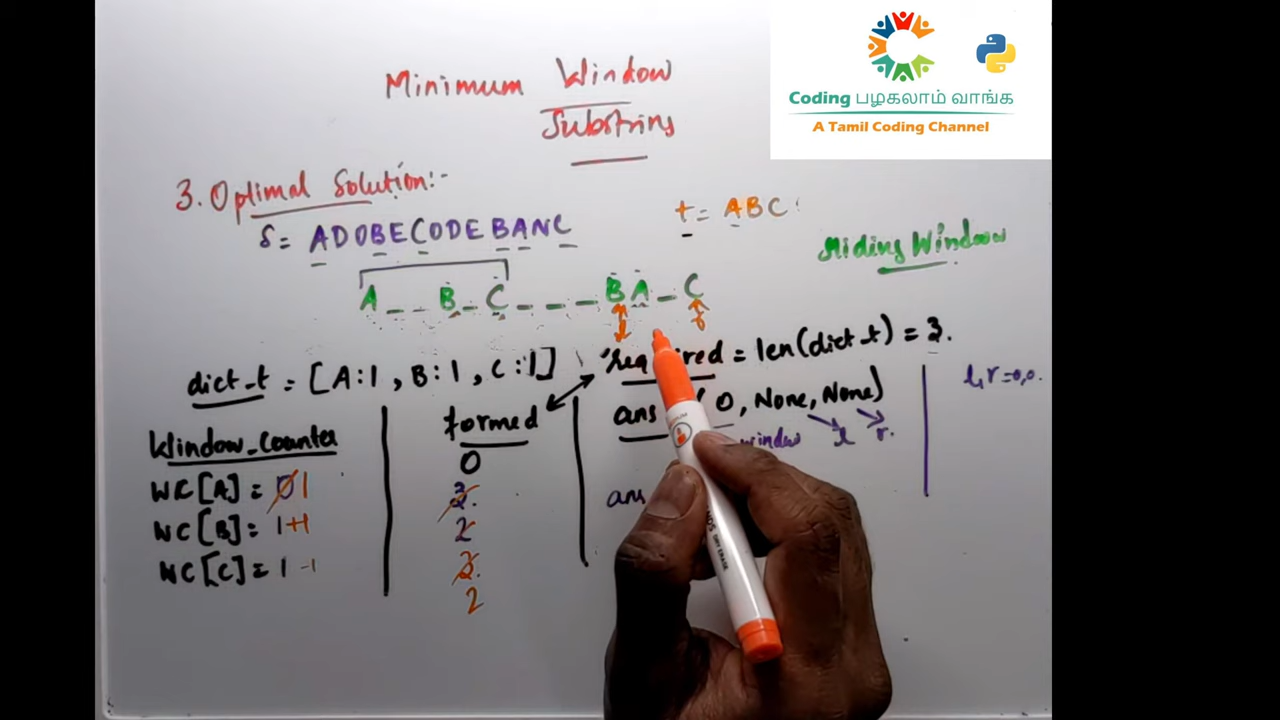 Minimum Window
Substring
Coding பழகலாம் வாங்க
A Tamil Coding Channel
3. Optimal Solution:-
S = ADOBECODEBANC
t = ABC
Sliding Window
A _ _ B _ C _ _ _ B A _ C
l r
dict_t = [A:1, B:1, C:1]
required = len(dict_t) = 3.
l, r = 0,0.
Window_Counter
formed
ans (0, None, None)
window l r.
0
WC[A] = 0 1
3.
ans
WC[B] = 1+1
2
WC[C] = 1 -1
3.
2